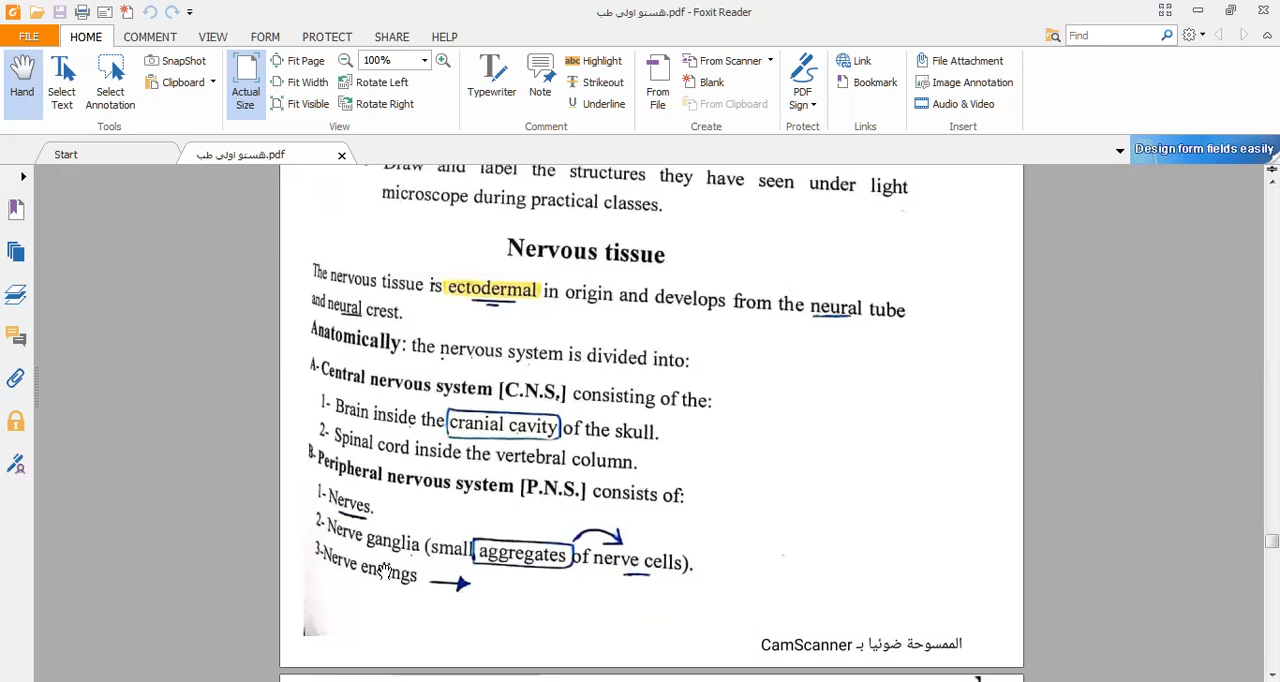 هستو اولي طب.pdf - Foxit Reader
FILE HOME COMMENT VIEW FORM PROTECT SHARE HELP Find
Hand
Select Text
Select Annotation
SnapShot
Clipboard
Tools
Actual Size
Fit Page
Fit Width
Fit Visible
100%
Rotate Left
Rotate Right
View
Typewriter
Note
Highlight
Strikeout
Underline
Comment
From File
From Scanner
Blank
From Clipboard
Create
PDF Sign
Protect
Link
Bookmark
Links
File Attachment
Image Annotation
Audio & Video
Insert
Start
هستو اولي طب.pdf
Design form fields easily
Draw and label the structures they have seen under light
microscope during practical classes.
Nervous tissue
The nervous tissue is ectodermal in origin and develops from the neural tube
and neural crest.
Anatomically: the nervous system is divided into:
A-Central nervous system [C.N.S.] consisting of the:
1- Brain inside the cranial cavity of the skull.
2- Spinal cord inside the vertebral column.
B-Peripheral nervous system [P.N.S.] consists of:
1- Nerves.
2- Nerve ganglia (small aggregates of nerve cells).
3-Nerve endings
الممسوحة ضوئيا بـ CamScanner